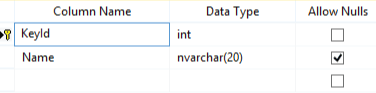 Column Name Data Type Allow Nulls
KeyId int
Name nvarchar(20)